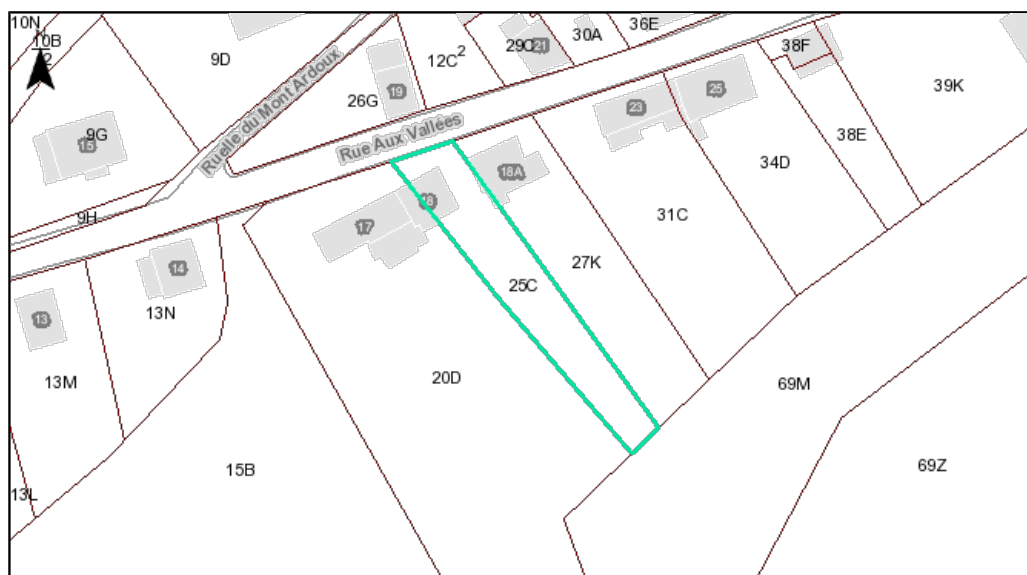 10N
10B
2
9D
12C²
29C
21
30A
36E
38F
39K
19
26G
Ruelle du Mont Ardoux
Rue Aux Vallées
23
25
9G
15
38E
34D
18A
18
31C
9H
17
27K
14
13N
25C
13
13M
20D
69M
15B
69Z
13L